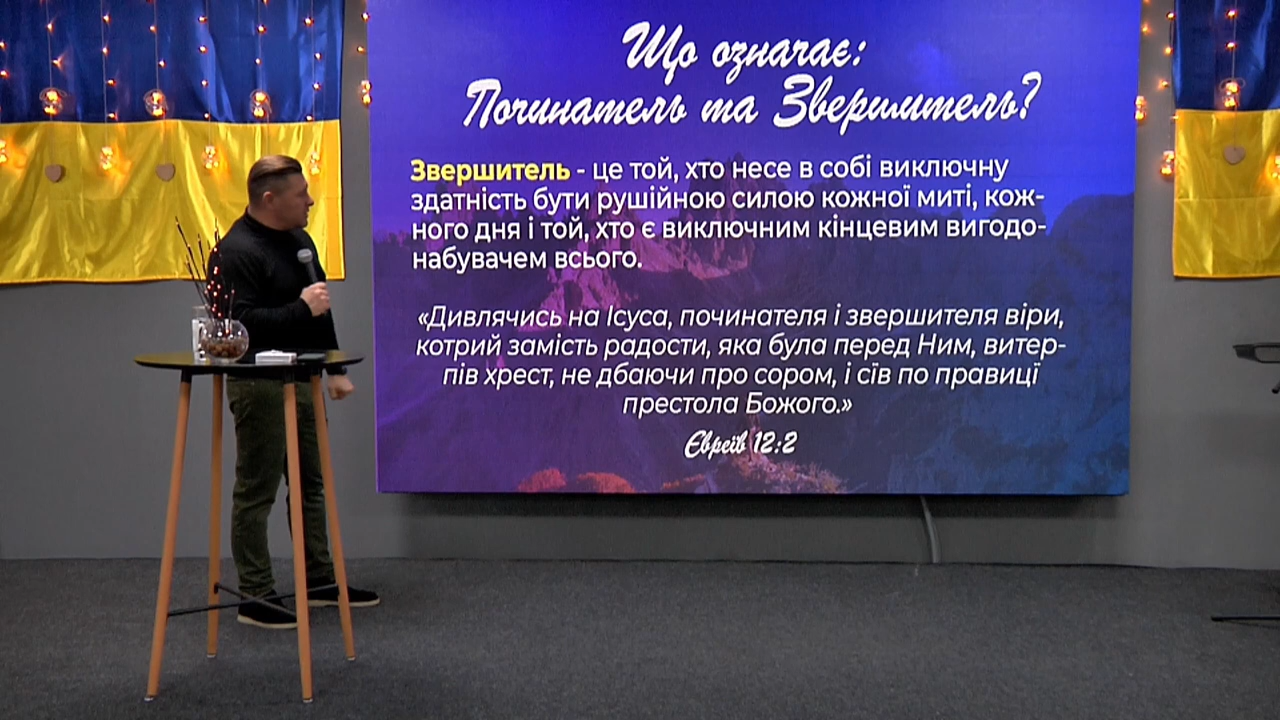 Що означає:
Починатель та Звершитель?
Звершитель - це той, хто несе в собі виключну
здатність бути рушійною силою кожної миті, кож-
ного дня і той, хто є виключним кінцевим вигодо-
набувачем всього.
«Дивлячись на Ісуса, починателя і звершителя віри,
котрий замість радости, яка була перед Ним, витер-
пів хрест, не дбаючи про сором, і сїв по правиці
престола Божого.»
Євреїв 12:2